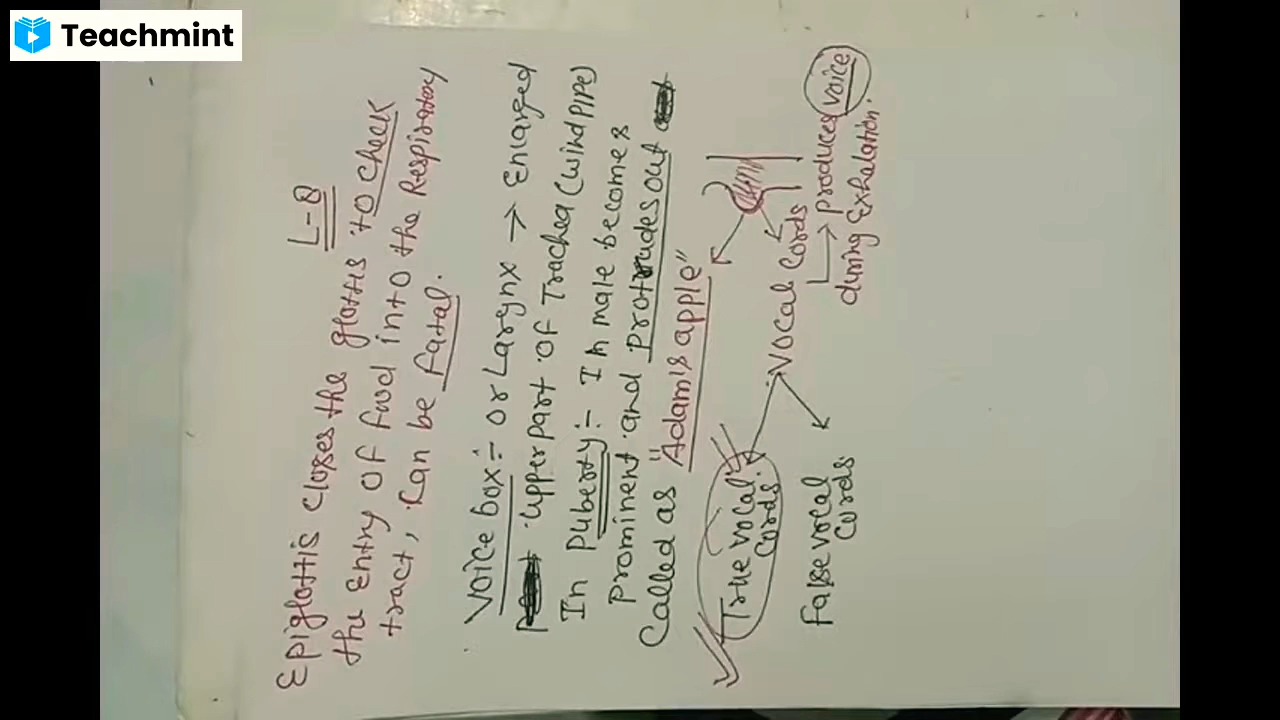 Teachmint
L-8
Epiglottis closes the glottis to check
the Entry of food into the Respiratory
tract, Can be fatal.
Voice box:- or Larynx → Enlarged
upper part of Trachea (wind pipe)
In puberty:- In male becomes
prominent and protrudes out
Called as "Adam's apple"
Vocal Cords
produces voice
during Exhalation.
True vocal
Cords.
False vocal
Cords